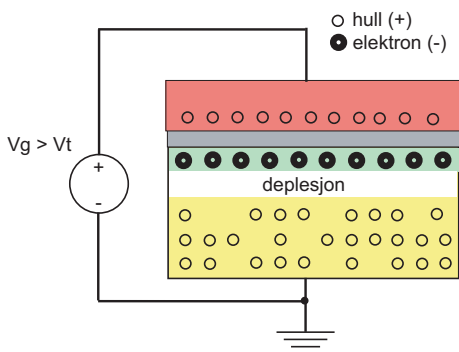 hull (+)
elektron (-)
Vg > Vt
+
-
deplesjon